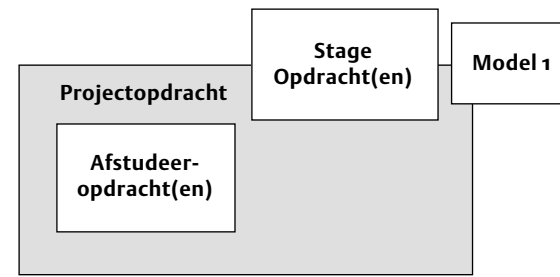 Stage
Opdracht(en)
Model 1
Projectopdracht
Afstudeer-
opdracht(en)